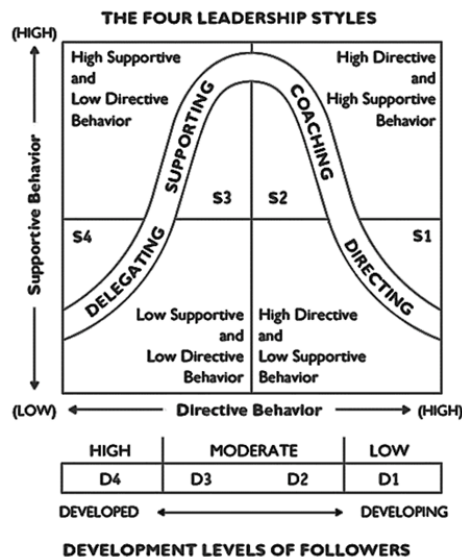 THE FOUR LEADERSHIP STYLES
(HIGH)
High Supportive
and
Low Directive
Behavior
High Directive
and
High Supportive
Behavior
SUPPORTING
COACHING
S3
S2
S4
S1
DELEGATING
DIRECTING
Supportive Behavior
Low Supportive
and
Low Directive
Behavior
High Directive
and
Low Supportive
Behavior
(LOW)
Directive Behavior
(HIGH)
HIGH
MODERATE
LOW
D4
D3
D2
D1
DEVELOPED
DEVELOPING
DEVELOPMENT LEVELS OF FOLLOWERS